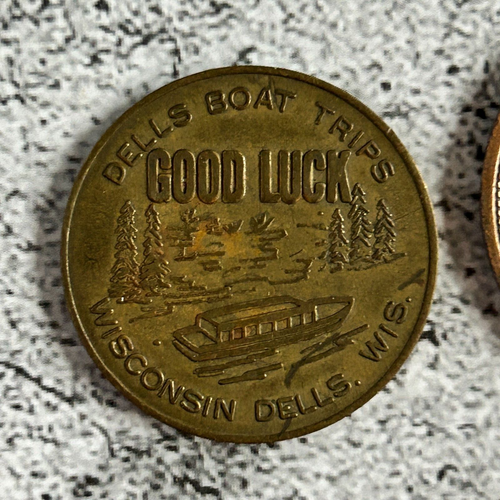 DELLS BOAT TRIPS
GOOD LUCK
WISCONSIN DELLS. WIS.